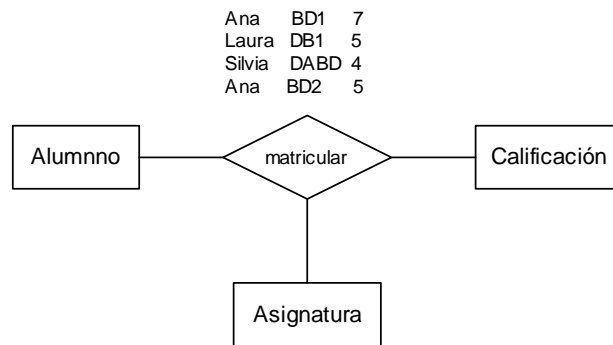 Ana BD1 7
Laura DB1 5
Silvia DABD 4
Ana BD2 5
Alumnno
matricular
Calificación
Asignatura